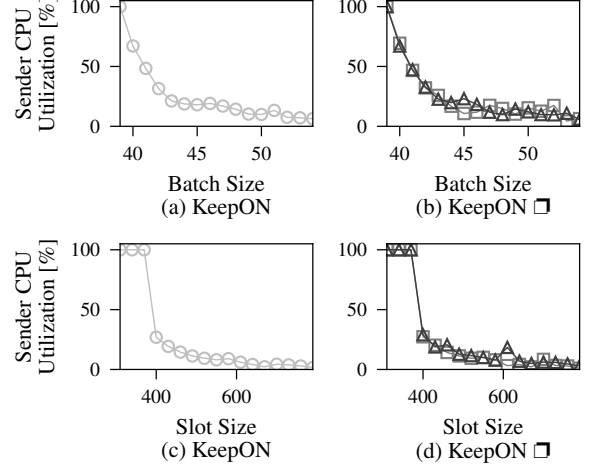 Sender CPU
Utilization [%]
100
50
0
40
45
50
Batch Size
(a) KeepON
100
50
0
40
45
50
Batch Size
(b) KeepON ❐
Sender CPU
Utilization [%]
100
50
0
400
600
Slot Size
(c) KeepON
100
50
0
400
600
Slot Size
(d) KeepON ❐